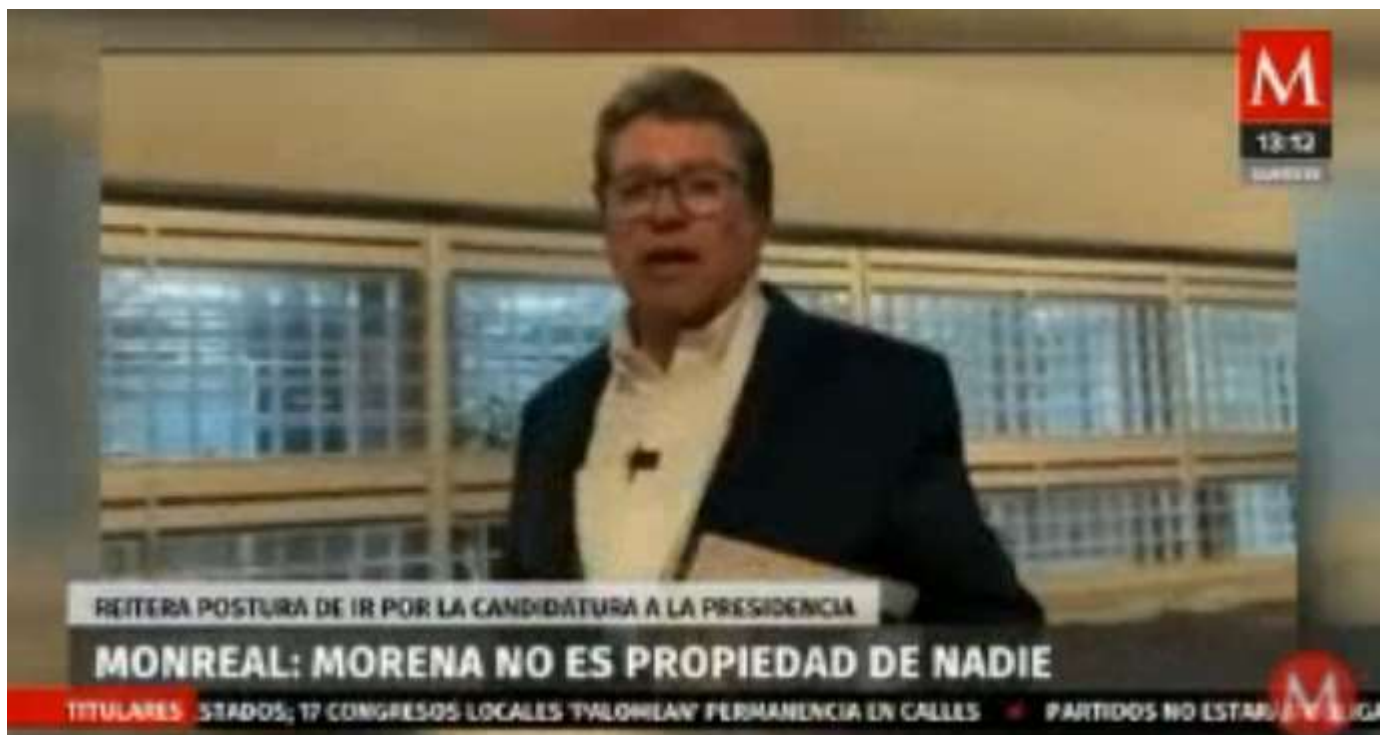 M
13:12
REITERA POSTURA DE IR POR LA CANDIDATURA A LA PRESIDENCIA
MONREAL: MORENA NO ES PROPIEDAD DE NADIE
TITULARES STADOS; 17 CONGRESOS LOCALES 'PALOMEAN' PERMANENCIA EN CALLES PARTIDOS NO
M